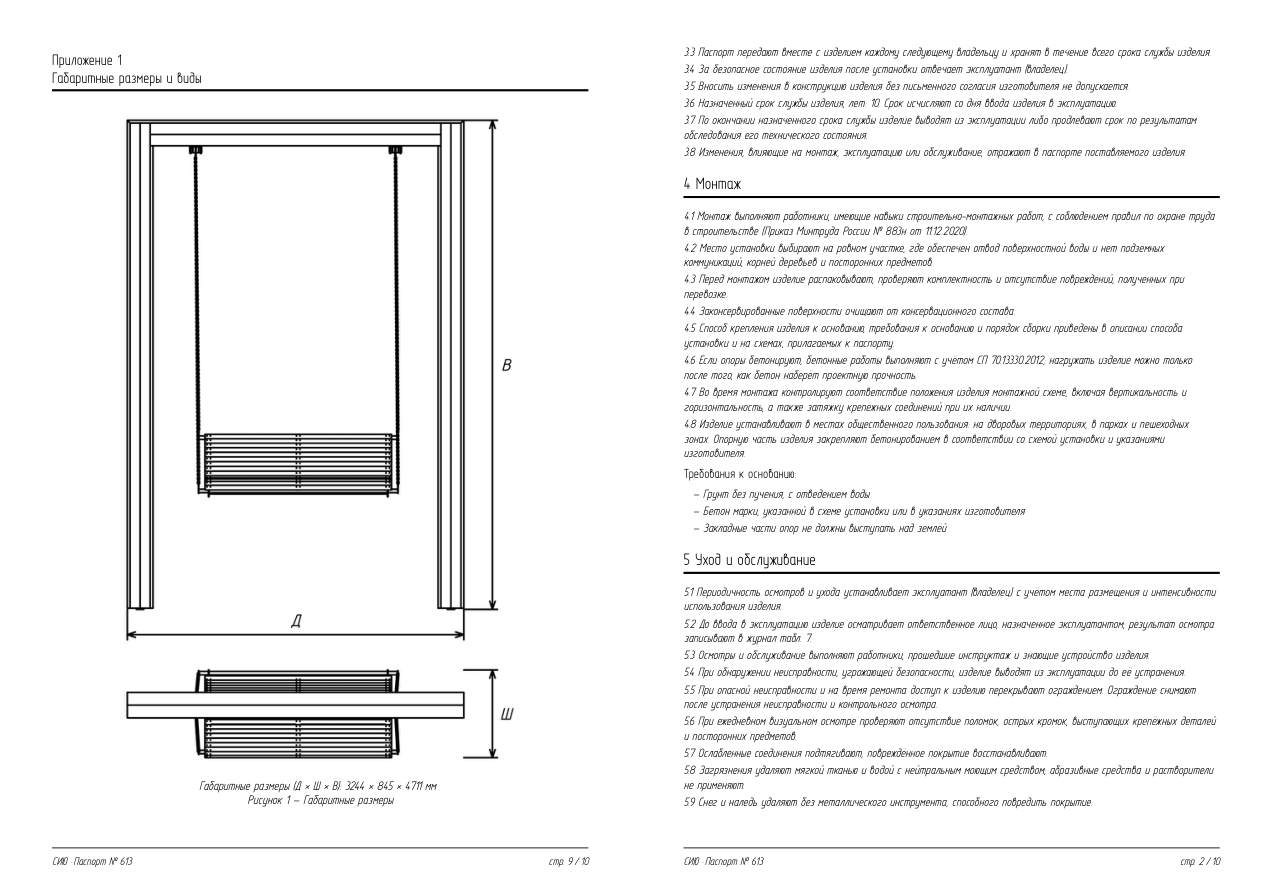 Приложение 1
Габаритные размеры и виды
В
Д
Ш
Габаритные размеры (Д × Ш × В): 3244 × 845 × 4711 мм
Рисунок 1 – Габаритные размеры
СИЮ · Паспорт № 613
стр. 9 / 10
3.3 Паспорт передают вместе с изделием каждому следующему владельцу и хранят в течение всего срока службы изделия.
3.4 За безопасное состояние изделия после установки отвечает эксплуатант (владелец).
3.5 Вносить изменения в конструкцию изделия без письменного согласия изготовителя не допускается.
3.6 Назначенный срок службы изделия, лет: 10. Срок исчисляют со дня ввода изделия в эксплуатацию.
3.7 По окончании назначенного срока службы изделие выводят из эксплуатации либо продлевают срок по результатам
обследования его технического состояния.
3.8 Изменения, влияющие на монтаж, эксплуатацию или обслуживание, отражают в паспорте поставляемого изделия.
4 Монтаж
4.1 Монтаж выполняют работники, имеющие навыки строительно-монтажных работ, с соблюдением правил по охране труда
в строительстве (Приказ Минтруда России № 883н от 11.12.2020).
4.2 Место установки выбирают на ровном участке, где обеспечен отвод поверхностной воды и нет подземных
коммуникаций, корней деревьев и посторонних предметов.
4.3 Перед монтажом изделие распаковывают, проверяют комплектность и отсутствие повреждений, полученных при
перевозке.
4.4 Законсервированные поверхности очищают от консервационного состава.
4.5 Способ крепления изделия к основанию, требования к основанию и порядок сборки приведены в описании способа
установки и на схемах, прилагаемых к паспорту.
4.6 Если опоры бетонируют, бетонные работы выполняют с учётом СП 70.13330.2012; нагружать изделие можно только
после того, как бетон наберет проектную прочность.
4.7 Во время монтажа контролируют соответствие положения изделия монтажной схеме, включая вертикальность и
горизонтальность, а также затяжку крепёжных соединений при их наличии.
4.8 Изделие устанавливают в местах общественного пользования: на дворовых территориях, в парках и пешеходных
зонах. Опорную часть изделия закрепляют бетонированием в соответствии со схемой установки и указаниями
изготовителя.
Требования к основанию:
– Грунт без пучения, с отведением воды
– Бетон марки, указанной в схеме установки или в указаниях изготовителя
– Закладные части опор не должны выступать над землёй
5 Уход и обслуживание
5.1 Периодичность осмотров и ухода устанавливает эксплуатант (владелец) с учётом места размещения и интенсивности
использования изделия.
5.2 До ввода в эксплуатацию изделие осматривает ответственное лицо, назначенное эксплуатантом; результат осмотра
записывают в журнал табл. 7.
5.3 Осмотры и обслуживание выполняют работники, прошедшие инструктаж и знающие устройство изделия.
5.4 При обнаружении неисправности, угрожающей безопасности, изделие выводят из эксплуатации до её устранения.
5.5 При опасной неисправности и на время ремонта доступ к изделию перекрывают ограждением. Ограждение снимают
после устранения неисправности и контрольного осмотра.
5.6 При ежедневном визуальном осмотре проверяют отсутствие поломок, острых кромок, выступающих крепежных деталей
и посторонних предметов.
5.7 Ослабленные соединения подтягивают, повреждённое покрытие восстанавливают.
5.8 Загрязнения удаляют мягкой тканью и водой с нейтральным моющим средством; абразивные средства и растворители
не применяют.
5.9 Снег и наледь удаляют без металлического инструмента, способного повредить покрытие.
СИЮ · Паспорт № 613
стр. 2 / 10